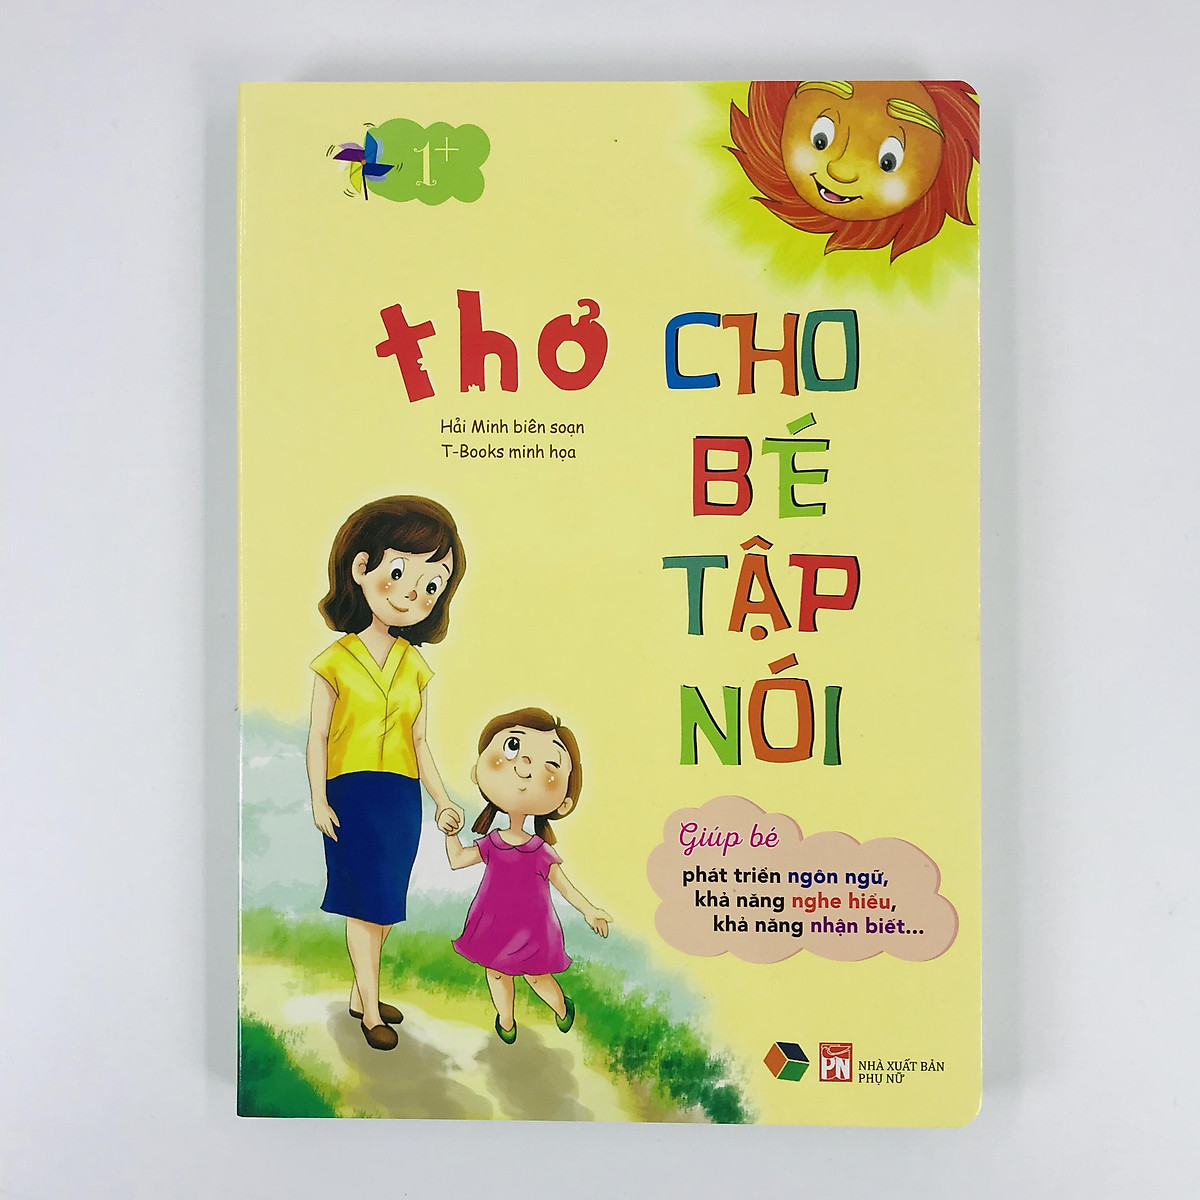 1+
thơ
Hải Minh biên soạn
T-Books minh họa
CHO
BÉ
TẬP
NÓI
Giúp bé
phát triển ngôn ngữ,
khả năng nghe hiểu,
khả năng nhận biết...
PN
NHÀ XUẤT BẢN
PHỤ NỮ